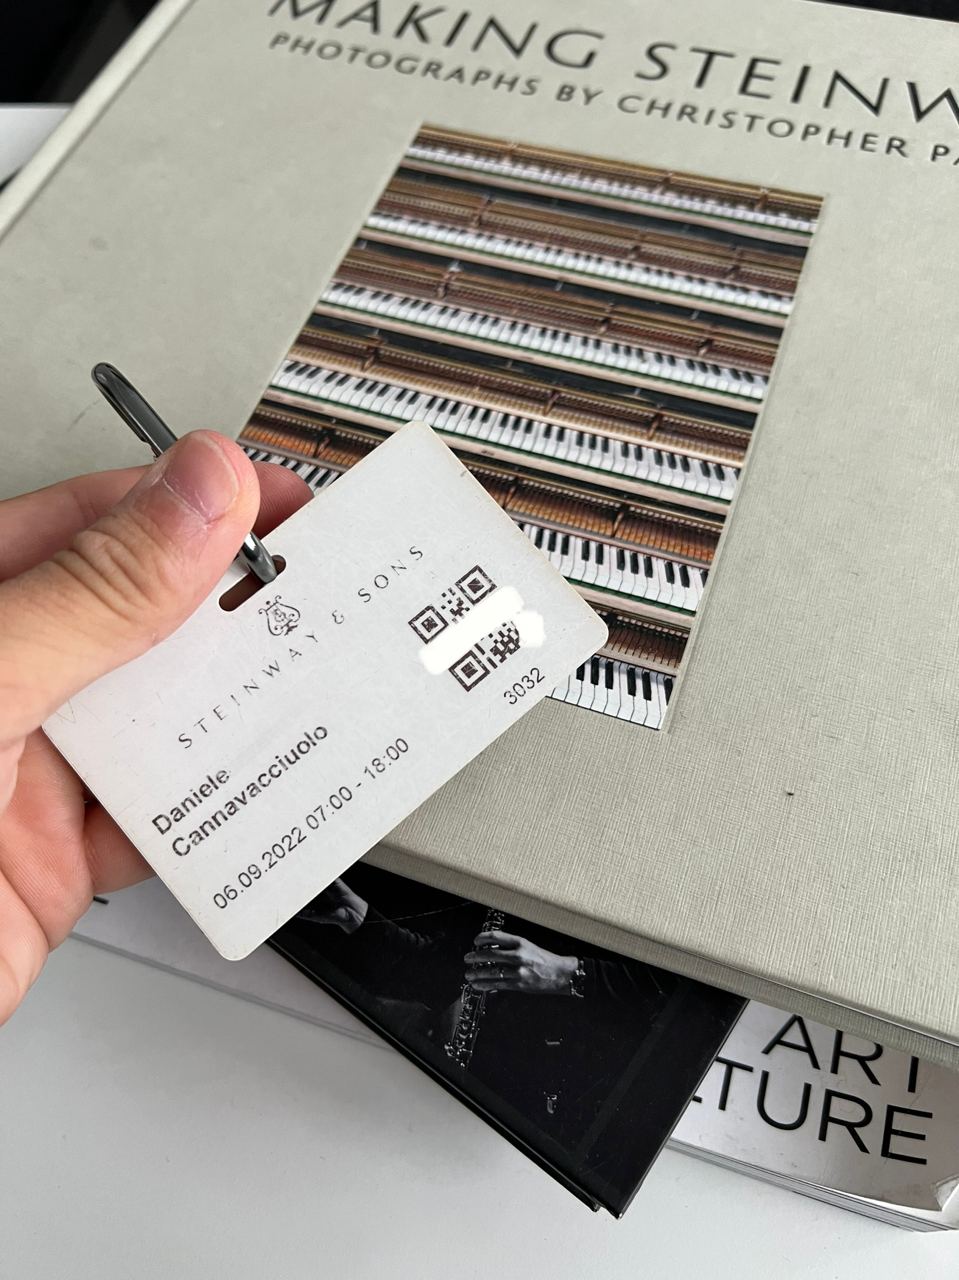 MAKING STEINW
PHOTOGRAPHS BY CHRISTOPHER PA
STEINWAY & SONS
3032
Daniele
Cannavacciuolo
06.09.2022 07:00 - 18:00
ART
TURE